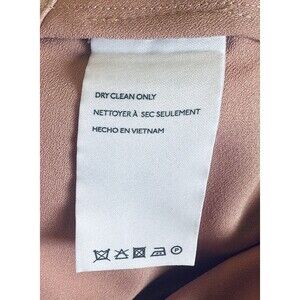 DRY CLEAN ONLY
NETTOYER À SEC SEULEMENT
HECHO EN VIETNAM
P